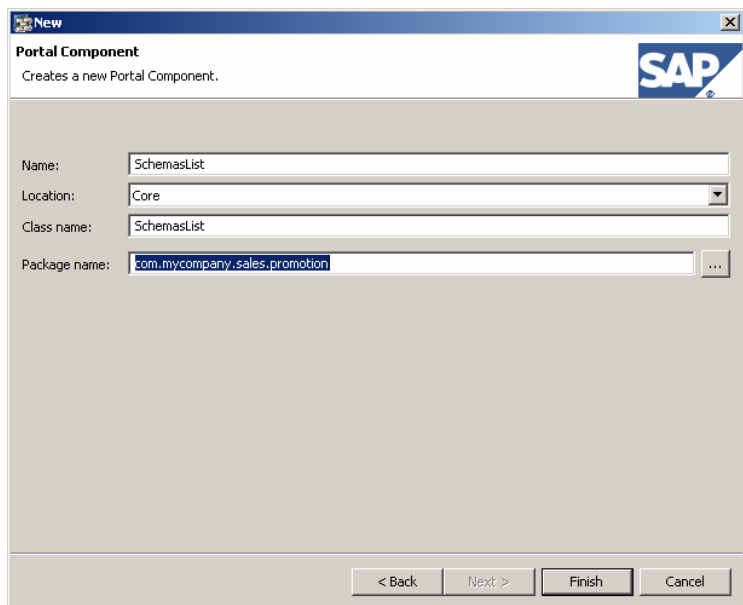 New
Portal Component
Creates a new Portal Component.
SAP
®
Name: SchemasList
Location: Core
Class name: SchemasList
Package name: com.mycompany.sales.promotion ...
< Back Next > Finish Cancel